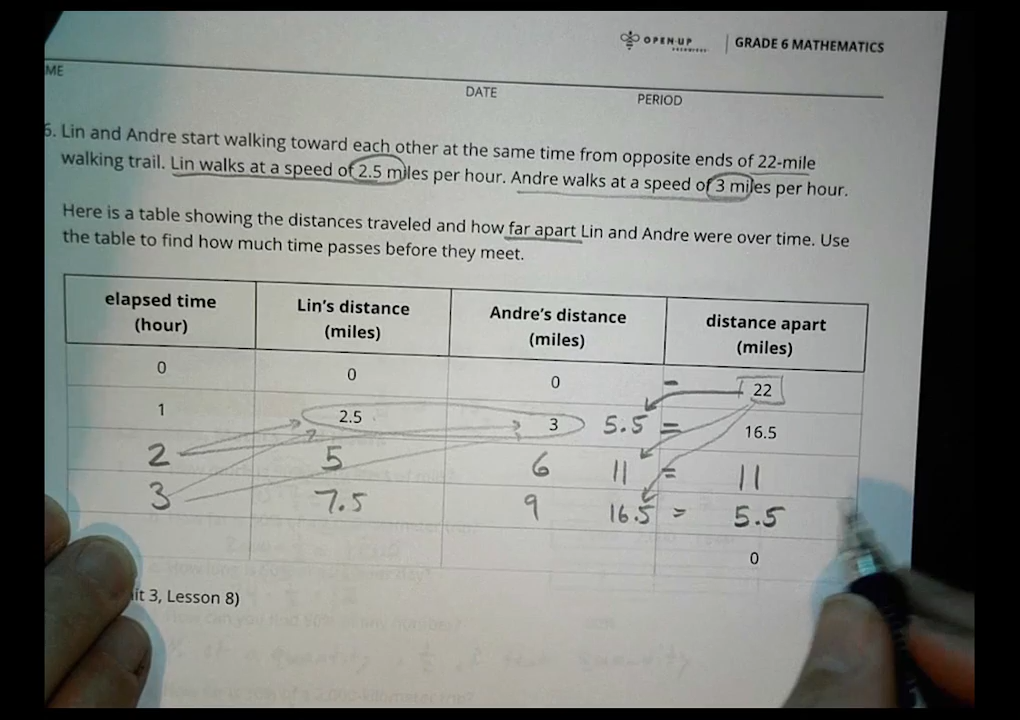 OPEN·UP GRADE 6 MATHEMATICS
ME
DATE PERIOD
6. Lin and Andre start walking toward each other at the same time from opposite ends of 22-mile
walking trail. Lin walks at a speed of 2.5 miles per hour. Andre walks at a speed of 3 miles per hour.
Here is a table showing the distances traveled and how far apart Lin and Andre were over time. Use
the table to find how much time passes before they meet.
elapsed time (hour) Lin's distance (miles) Andre's distance (miles) distance apart (miles)
0 0 0 - 22
1 2.5 3 5.5 = 16.5
2 5 6 11 = 11
3 7.5 9 16.5 = 5.5
0
it 3, Lesson 8)